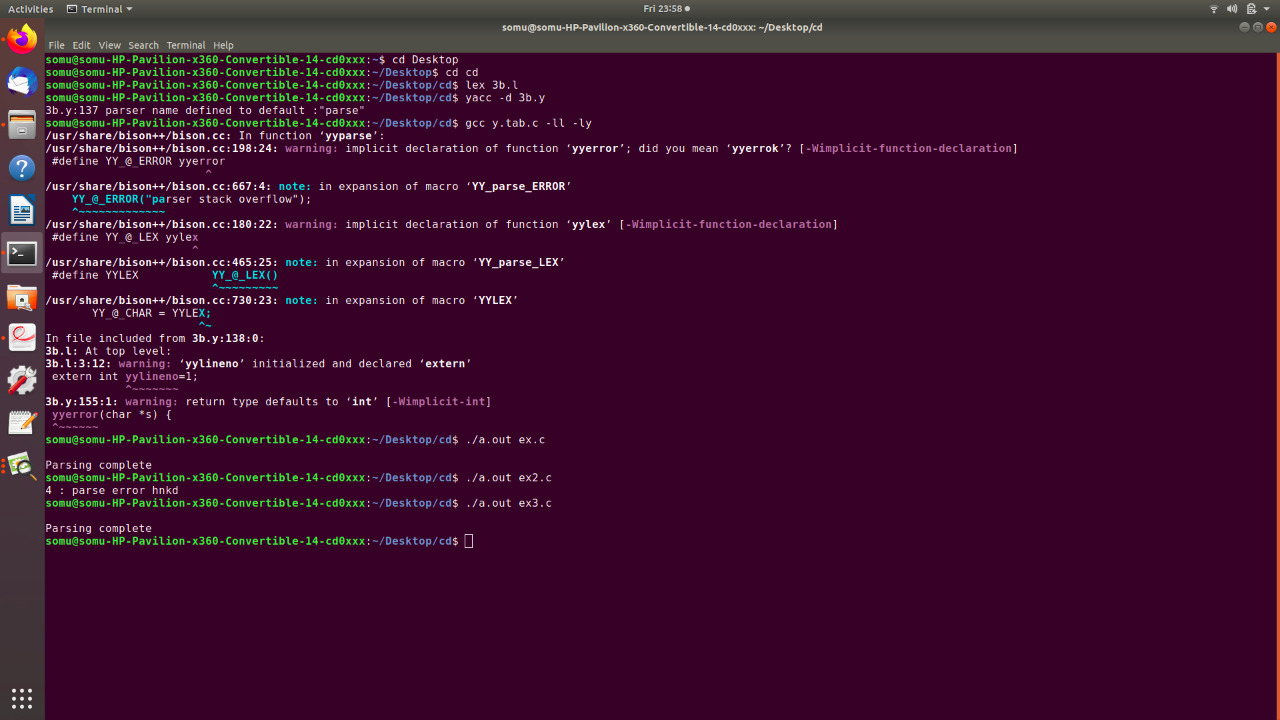 Activities Terminal Fri 23:58
somu@somu-HP-Pavilion-x360-Convertible-14-cd0xxx: ~/Desktop/cd
File Edit View Search Terminal Help
somu@somu-HP-Pavilion-x360-Convertible-14-cd0xxx:~$ cd Desktop
somu@somu-HP-Pavilion-x360-Convertible-14-cd0xxx:~/Desktop$ cd cd
somu@somu-HP-Pavilion-x360-Convertible-14-cd0xxx:~/Desktop/cd$ lex 3b.l
somu@somu-HP-Pavilion-x360-Convertible-14-cd0xxx:~/Desktop/cd$ yacc -d 3b.y
3b.y:137 parser name defined to default :"parse"
somu@somu-HP-Pavilion-x360-Convertible-14-cd0xxx:~/Desktop/cd$ gcc y.tab.c -ll -ly
/usr/share/bison++/bison.cc: In function ‘yyparse’:
/usr/share/bison++/bison.cc:198:24: warning: implicit declaration of function ‘yyerror’; did you mean ‘yyerrok’? [-Wimplicit-function-declaration]
 #define YY_@_ERROR yyerror
                        ^
/usr/share/bison++/bison.cc:667:4: note: in expansion of macro ‘YY_parse_ERROR’
    YY_@_ERROR("parser stack overflow");
    ^~~~~~~~~~~~~~
/usr/share/bison++/bison.cc:180:22: warning: implicit declaration of function ‘yylex’ [-Wimplicit-function-declaration]
 #define YY_@_LEX yylex
                      ^
/usr/share/bison++/bison.cc:465:25: note: in expansion of macro ‘YY_parse_LEX’
 #define YYLEX           YY_@_LEX()
                         ^~~~~~~~~~
/usr/share/bison++/bison.cc:730:23: note: in expansion of macro ‘YYLEX’
       YY_@_CHAR = YYLEX;
                       ^~
In file included from 3b.y:138:0:
3b.l: At top level:
3b.l:3:12: warning: ‘yylineno’ initialized and declared ‘extern’
 extern int yylineno=1;
            ^~~~~~~~
3b.y:155:1: warning: return type defaults to ‘int’ [-Wimplicit-int]
 yyerror(char *s) {
 ^~~~~~~
somu@somu-HP-Pavilion-x360-Convertible-14-cd0xxx:~/Desktop/cd$ ./a.out ex.c

Parsing complete
somu@somu-HP-Pavilion-x360-Convertible-14-cd0xxx:~/Desktop/cd$ ./a.out ex2.c
4 : parse error hnkd
somu@somu-HP-Pavilion-x360-Convertible-14-cd0xxx:~/Desktop/cd$ ./a.out ex3.c

Parsing complete
somu@somu-HP-Pavilion-x360-Convertible-14-cd0xxx:~/Desktop/cd$